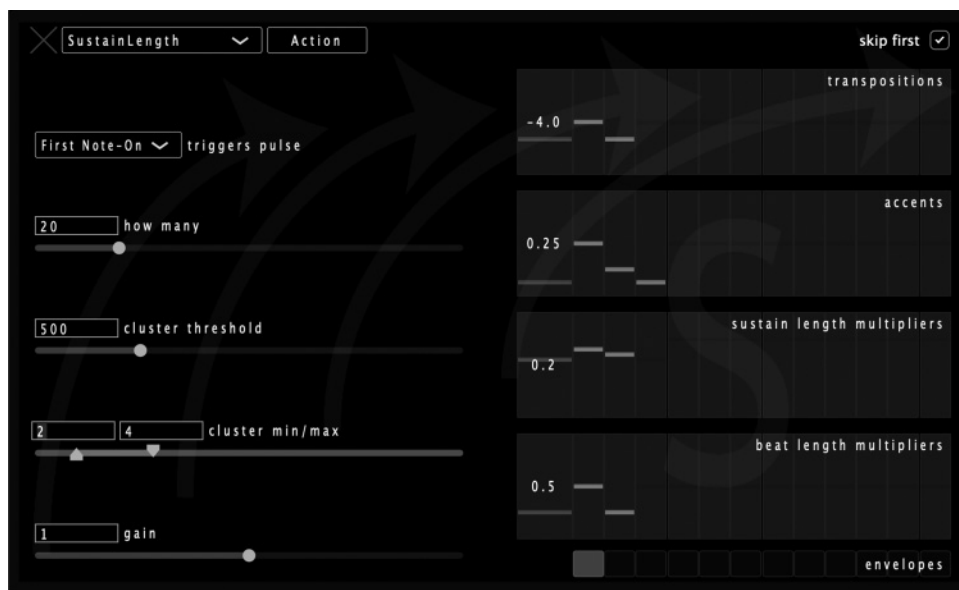 SustainLength
Action
skip first
transpositions
-4.0
First Note-On
triggers pulse
accents
20
how many
0.25
500
cluster threshold
sustain length multipliers
0.2
2
4
cluster min/max
beat length multipliers
0.5
1
gain
envelopes
S